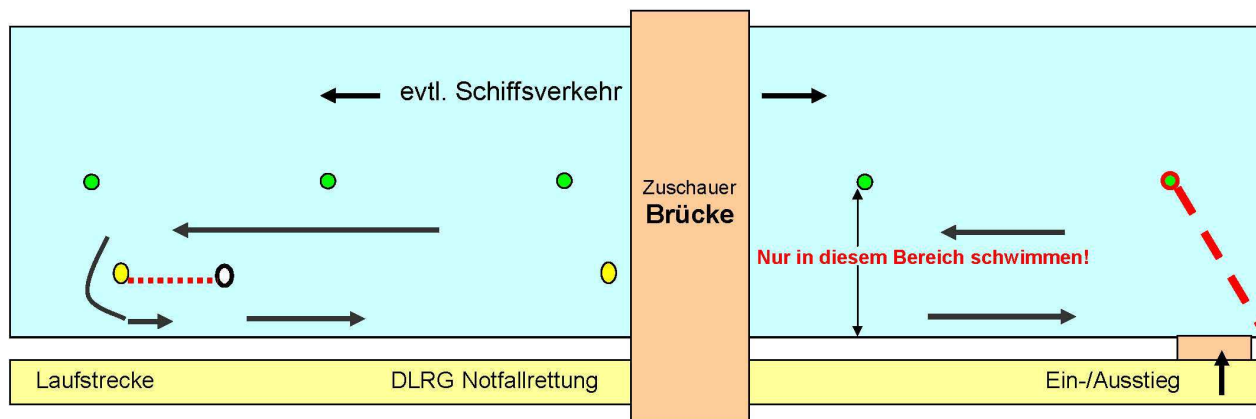 evtl. Schiffsverkehr
Zuschauer
Brücke
Nur in diesem Bereich schwimmen!
Laufstrecke
DLRG Notfallrettung
Ein-/Ausstieg